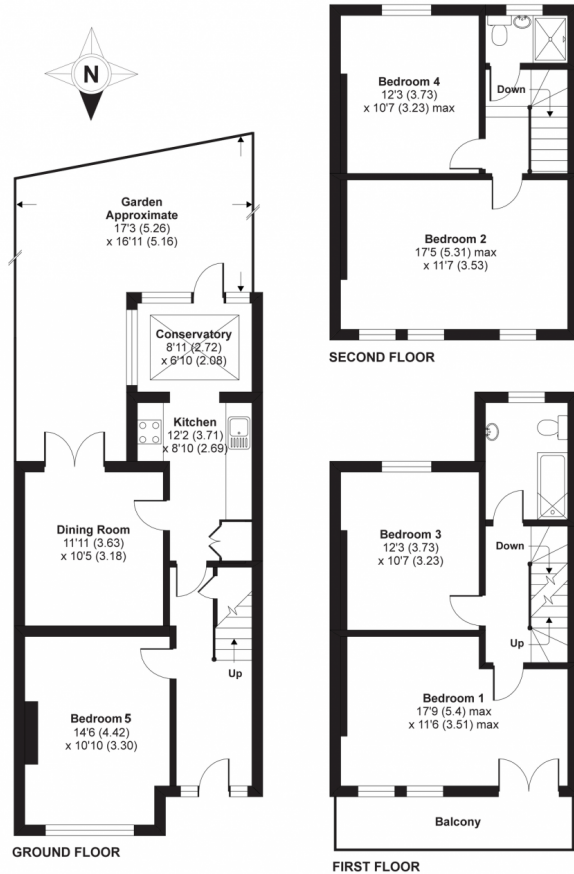 N
Garden
Approximate
17'3 (5.26)
x 16'11 (5.16)
Conservatory
8'11 (2.72)
x 6'10 (2.08)
Kitchen
12'2 (3.71)
x 8'10 (2.69)
Dining Room
11'11 (3.63)
x 10'5 (3.18)
Up
Bedroom 5
14'6 (4.42)
x 10'10 (3.30)
GROUND FLOOR
Bedroom 4
12'3 (3.73)
x 10'7 (3.23) max
Down
Bedroom 2
17'5 (5.31) max
x 11'7 (3.53)
SECOND FLOOR
Bedroom 3
12'3 (3.73)
x 10'7 (3.23)
Down
Up
Bedroom 1
17'9 (5.4) max
x 11'6 (3.51) max
Balcony
FIRST FLOOR